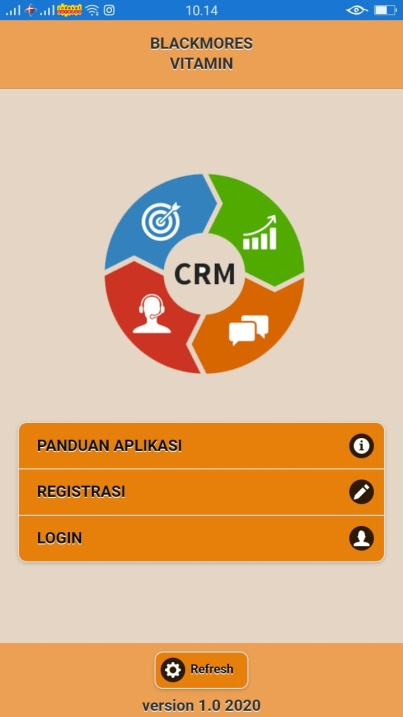 10.14
BLACKMORES
VITAMIN
CRM
PANDUAN APLIKASI
REGISTRASI
LOGIN
Refresh
version 1.0 2020